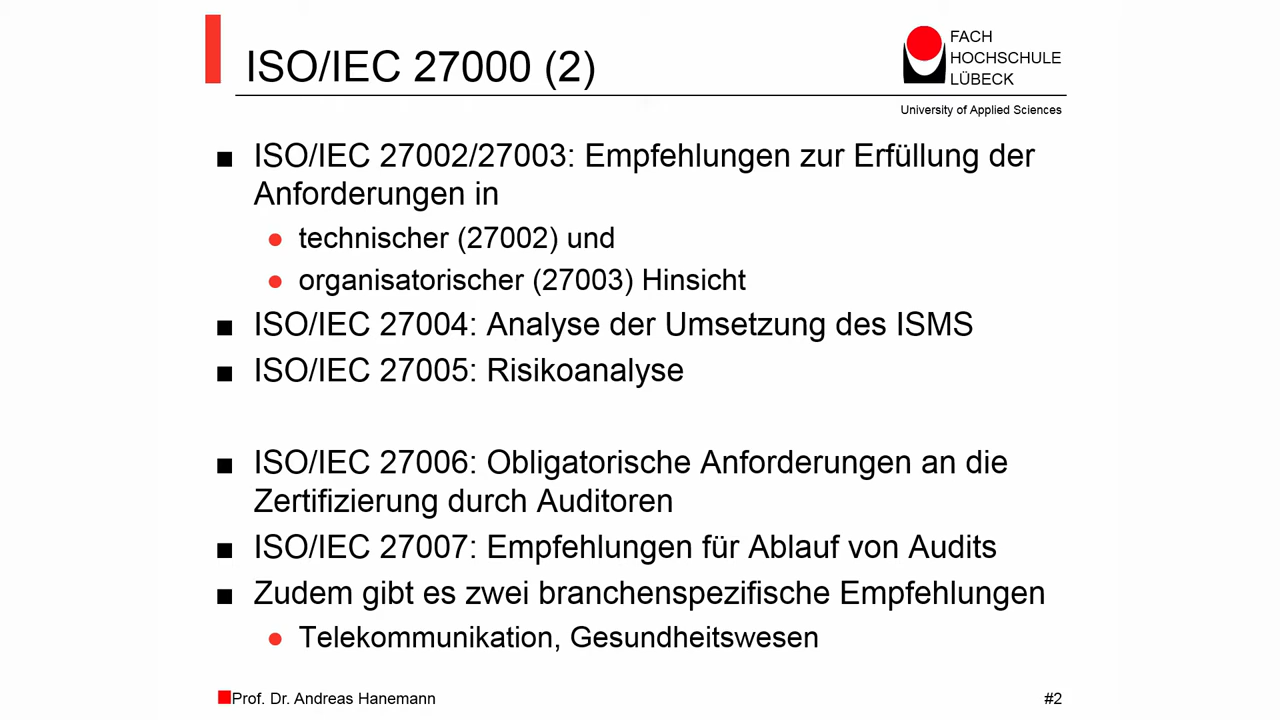 ISO/IEC 27000 (2)
FACH
HOCHSCHULE
LÜBECK
University of Applied Sciences
ISO/IEC 27002/27003: Empfehlungen zur Erfüllung der
Anforderungen in
technischer (27002) und
organisatorischer (27003) Hinsicht
ISO/IEC 27004: Analyse der Umsetzung des ISMS
ISO/IEC 27005: Risikoanalyse
ISO/IEC 27006: Obligatorische Anforderungen an die
Zertifizierung durch Auditoren
ISO/IEC 27007: Empfehlungen für Ablauf von Audits
Zudem gibt es zwei branchenspezifische Empfehlungen
Telekommunikation, Gesundheitswesen
Prof. Dr. Andreas Hanemann
#2